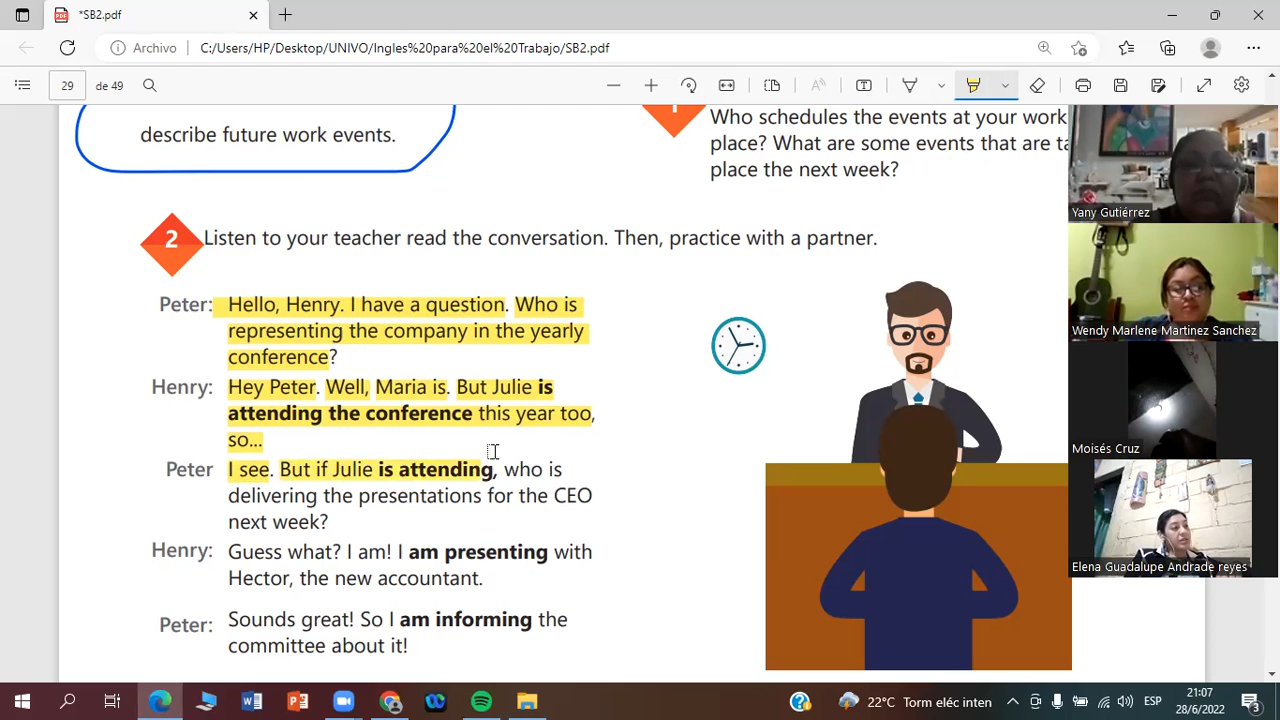 *SB2.pdf
Archivo
C:/Users/HP/Desktop/UNIVO/Ingles%20para%20el%20Trabajo/SB2.pdf
29
de 49
describe future work events.
Who schedules the events at your work
place? What are some events that are ta
place the next week?
2
Listen to your teacher read the conversation. Then, practice with a partner.
Peter: Hello, Henry. I have a question. Who is
representing the company in the yearly
conference?
Henry: Hey Peter. Well, Maria is. But Julie is
attending the conference this year too,
so...
Peter I see. But if Julie is attending, who is
delivering the presentations for the CEO
next week?
Henry: Guess what? I am! I am presenting with
Hector, the new accountant.
Peter: Sounds great! So I am informing the
committee about it!
Yany Gutiérrez
Wendy Marlene Martinez Sanchez
Moisés Cruz
Elena Guadalupe Andrade reyes
22°C Torm eléc inten
ESP
21:07
28/6/2022
3